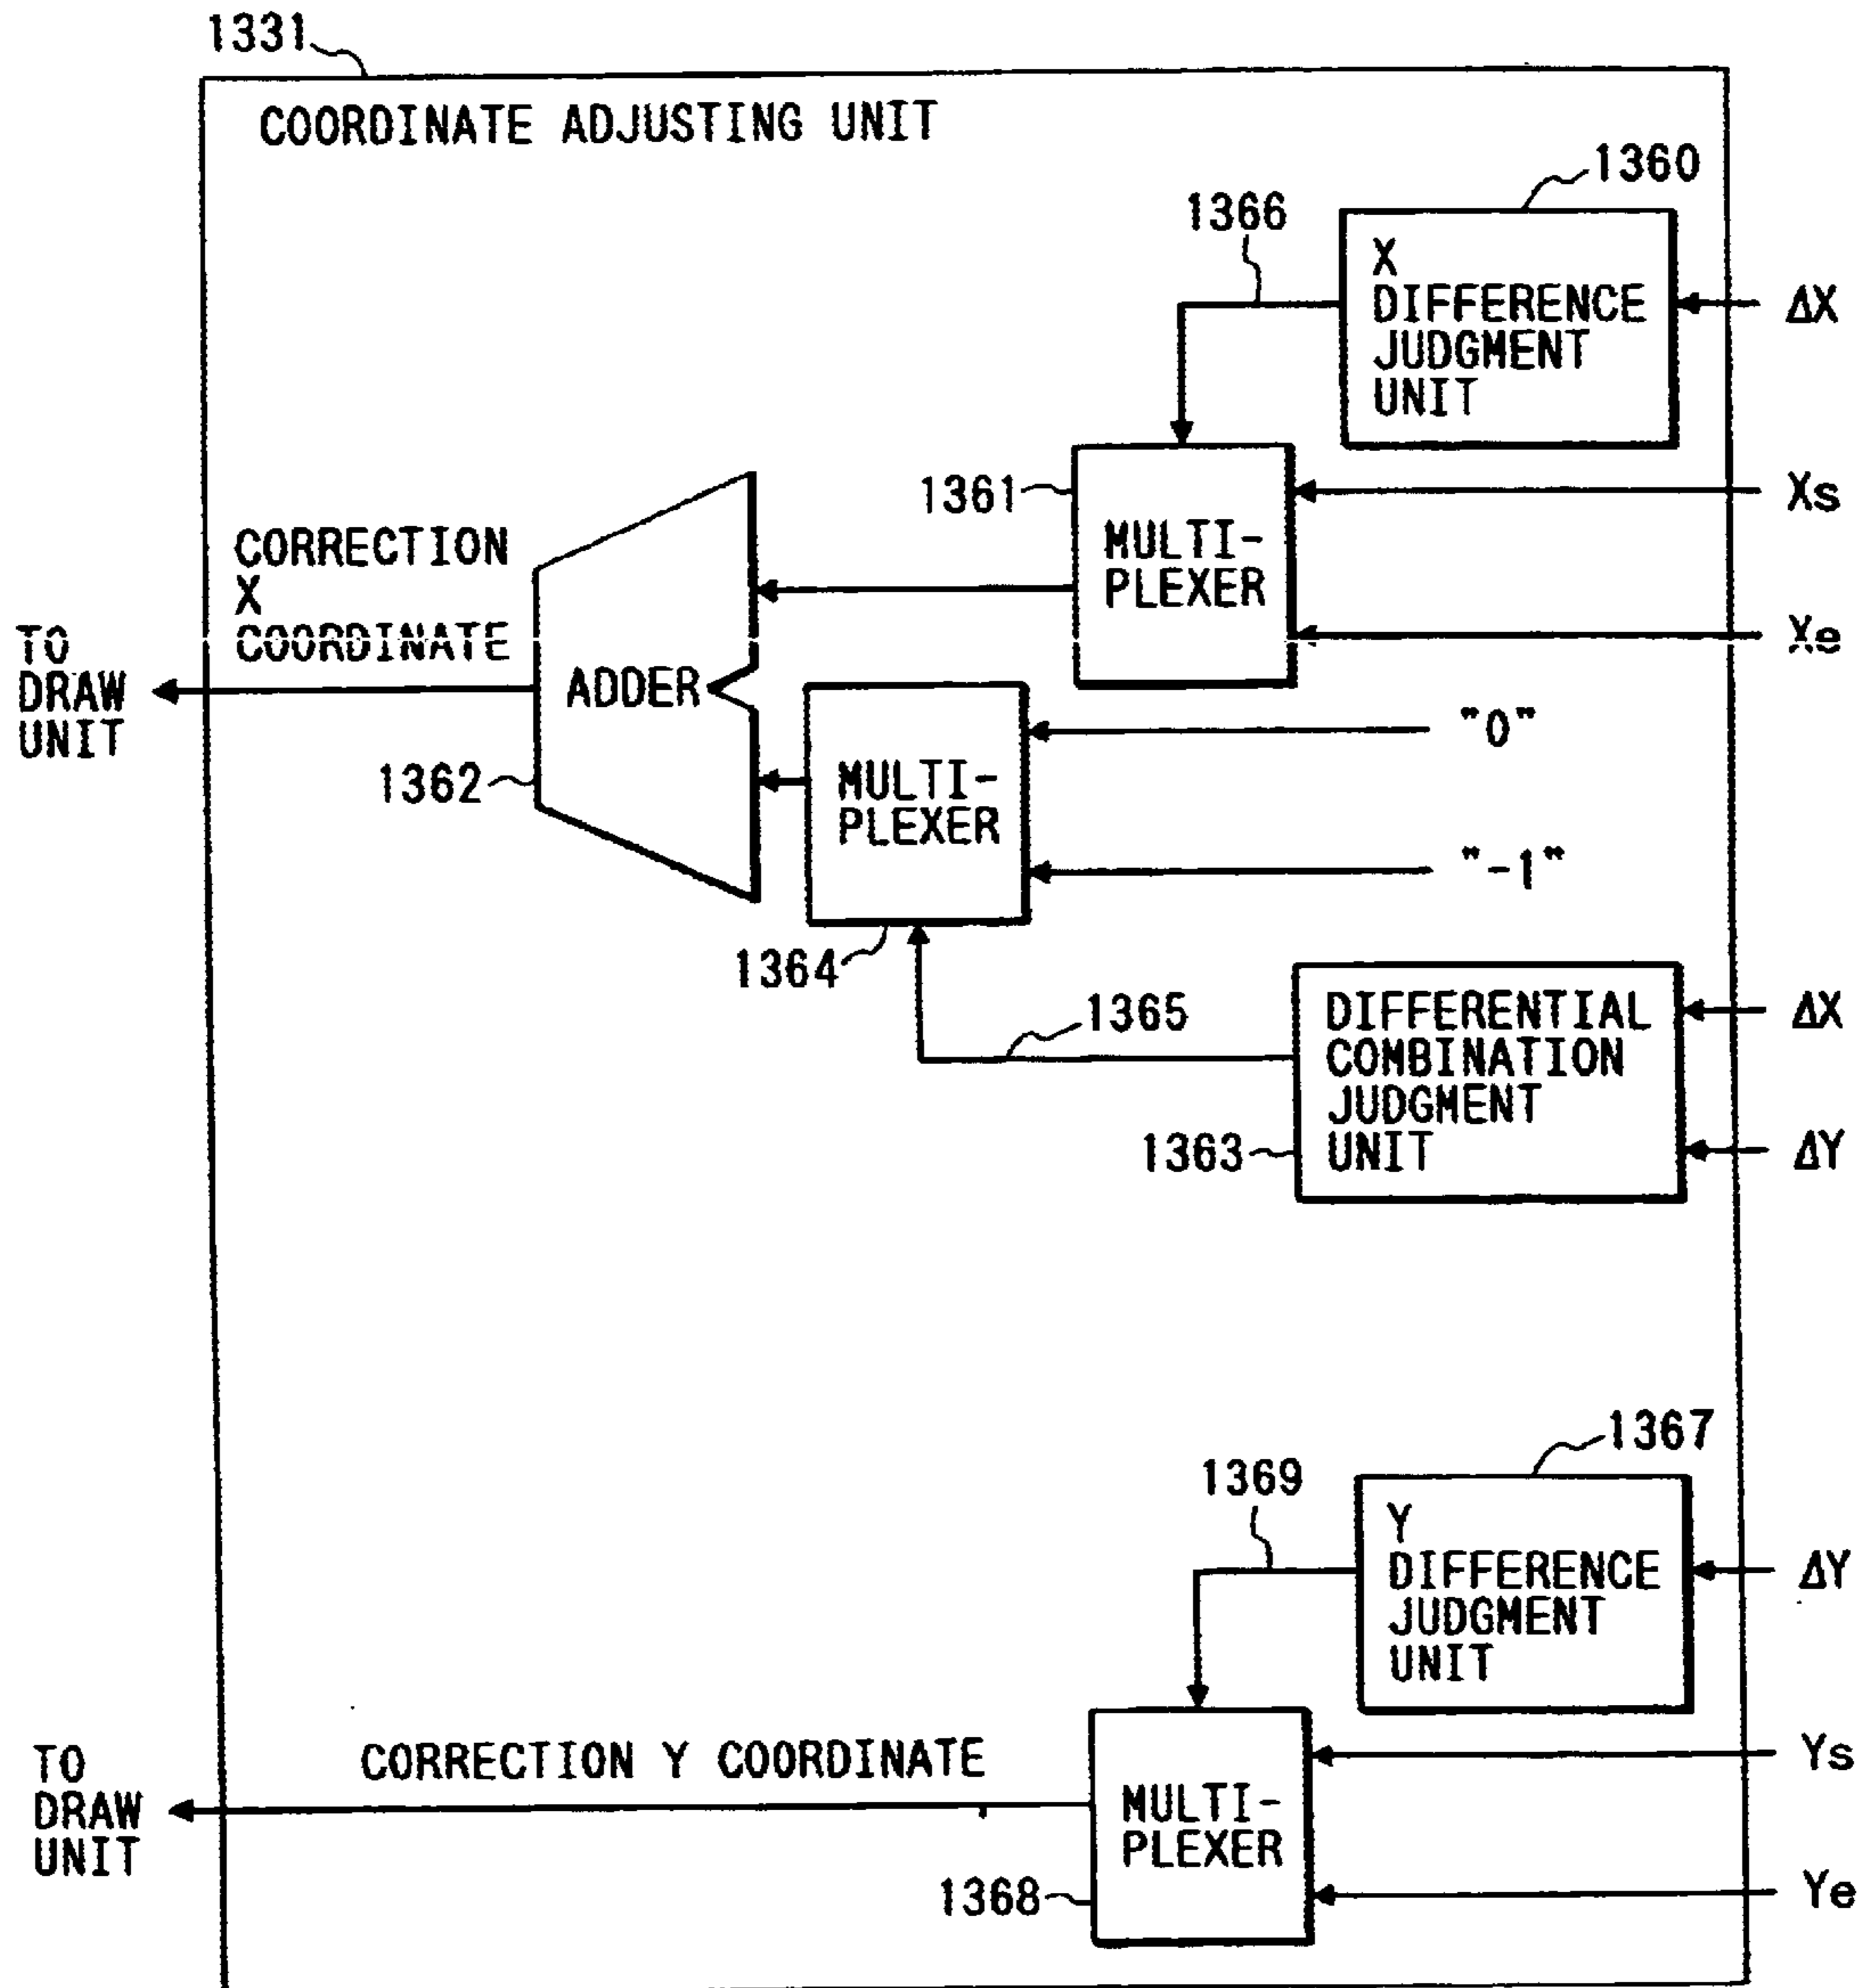 1331
COORDINATE ADJUSTING UNIT
1360
1366
X
DIFFERENCE
JUDGMENT
UNIT
ΔX
1361
MULTI-
PLEXER
Xs
Xe
CORRECTION
X
COORDINATE
TO
DRAW
UNIT
ADDER
1362
MULTI-
PLEXER
"0"
"-1"
1364
1365
DIFFERENTIAL
COMBINATION
JUDGMENT
UNIT
1363
ΔX
ΔY
1367
1369
Y
DIFFERENCE
JUDGMENT
UNIT
ΔY
CORRECTION Y COORDINATE
TO
DRAW
UNIT
MULTI-
PLEXER
1368
Ys
Ye